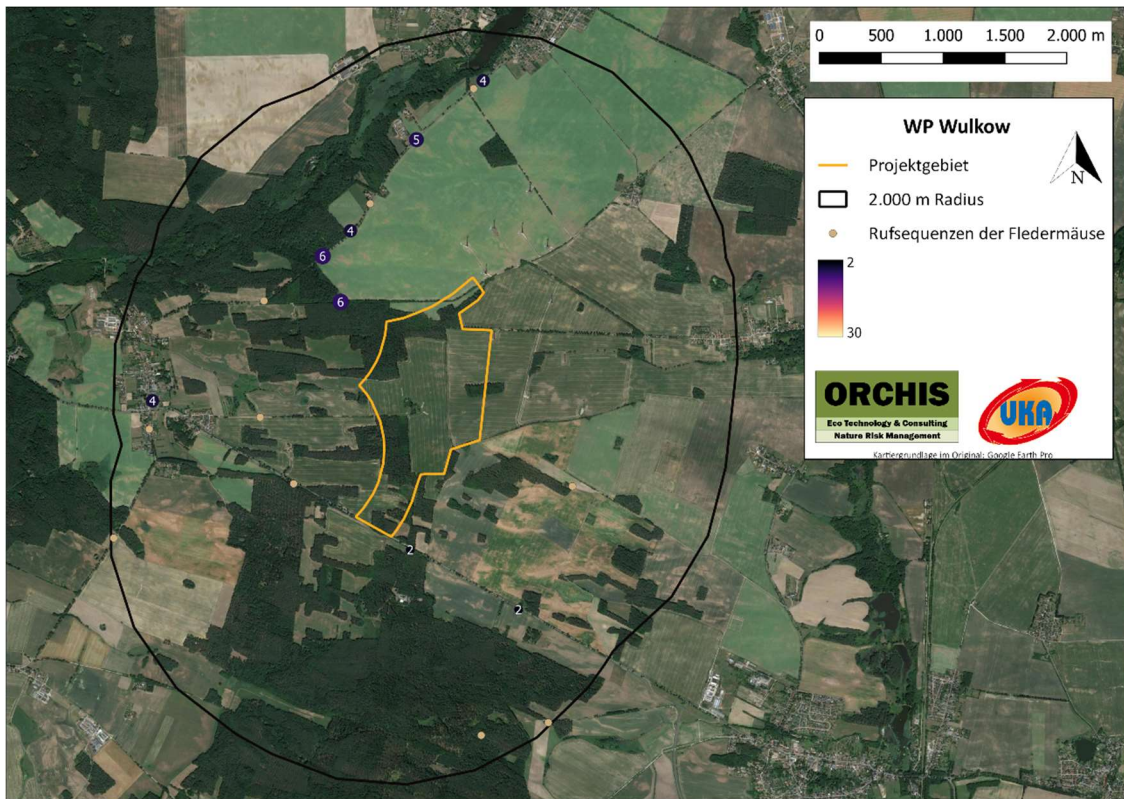 0 500 1.000 1.500 2.000 m
WP Wulkow
N
Projektgebiet
2.000 m Radius
Rufsequenzen der Fledermäuse
2
30
ORCHIS
Eco Technology & Consulting
Nature Risk Management
UKA
Kartiergrundlage im Original: Google Earth Pro
4
5
4
6
6
4
2
2